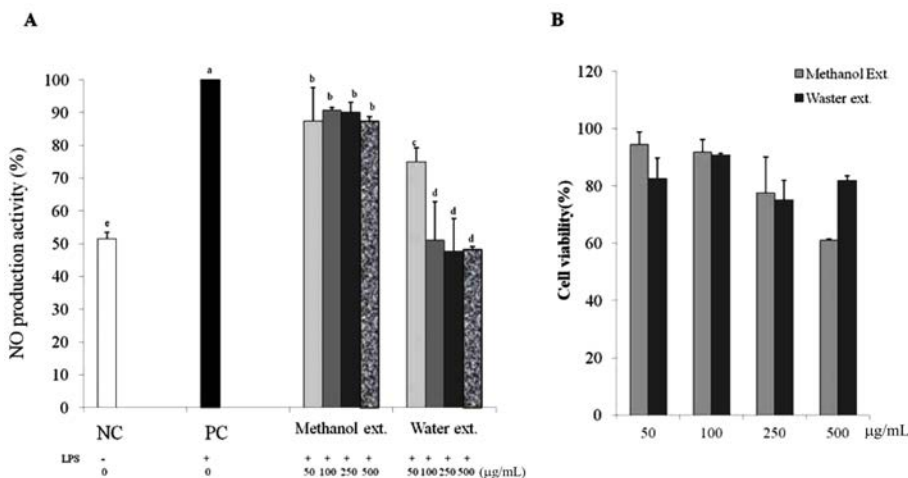 A
NO production activity (%)
100
90
80
70
60
50
40
30
20
10
0
e
a
b
b
b
b
c
d
d
d
NC
PC
Methanol ext.
Water ext.
LPS - + + + + + + + + +
0 0 50 100 250 500 50 100 250 500 (μg/mL)
B
Cell viability(%)
120
100
80
60
40
20
0
Methanol Ext.
Waster ext.
50 100 250 500 μg/mL